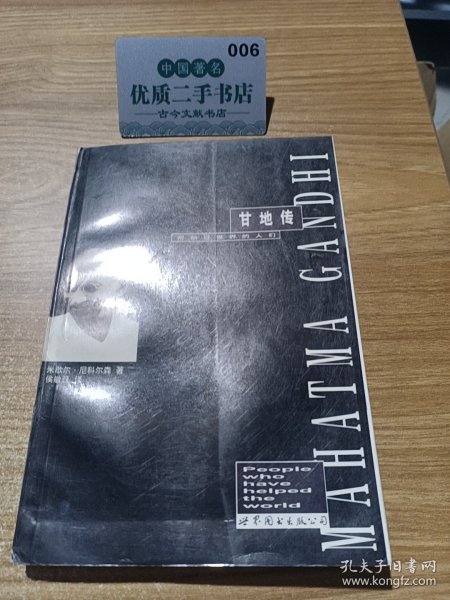 006
中国著名
优质二手书店
古今文献书店
甘地传
世界的人们
MAHATMA GANDHI
米歇尔·尼科尔森 著
People
who
have
helped
the
world
世界图书出版公司
孔夫子旧书网
www.kongfz.com